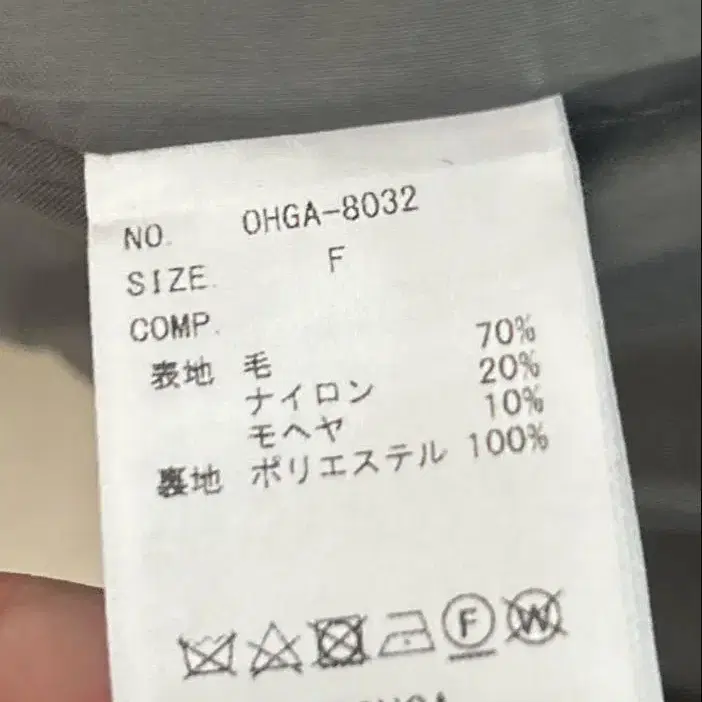 NO. OHGA-8032
SIZE. F
COMP.
表地 毛 70%
ナイロン 20%
モヘヤ 10%
裏地 ポリエステル 100%
F
W